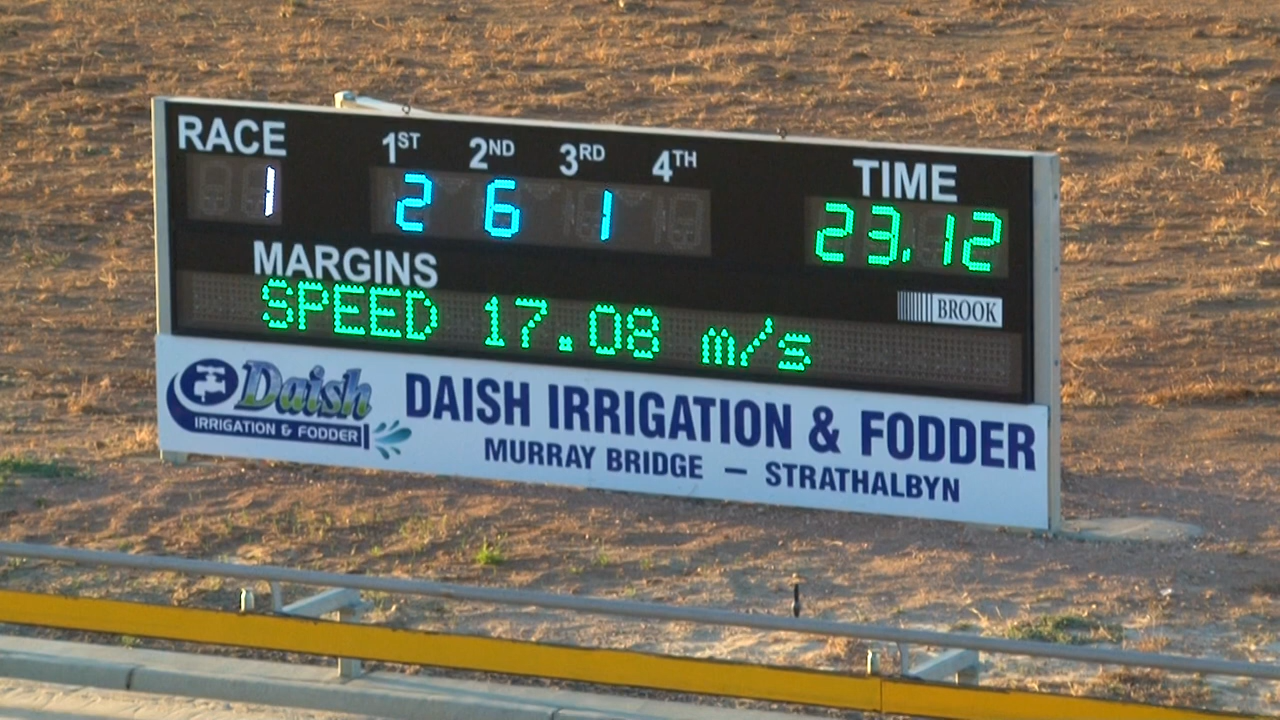 RACE 1ST 2ND 3RD 4TH TIME
1 2 6 1 23.12
MARGINS
BROOK
SPEED 17.08 m/s
Daish
IRRIGATION & FODDER
DAISH IRRIGATION & FODDER
MURRAY BRIDGE – STRATHALBYN